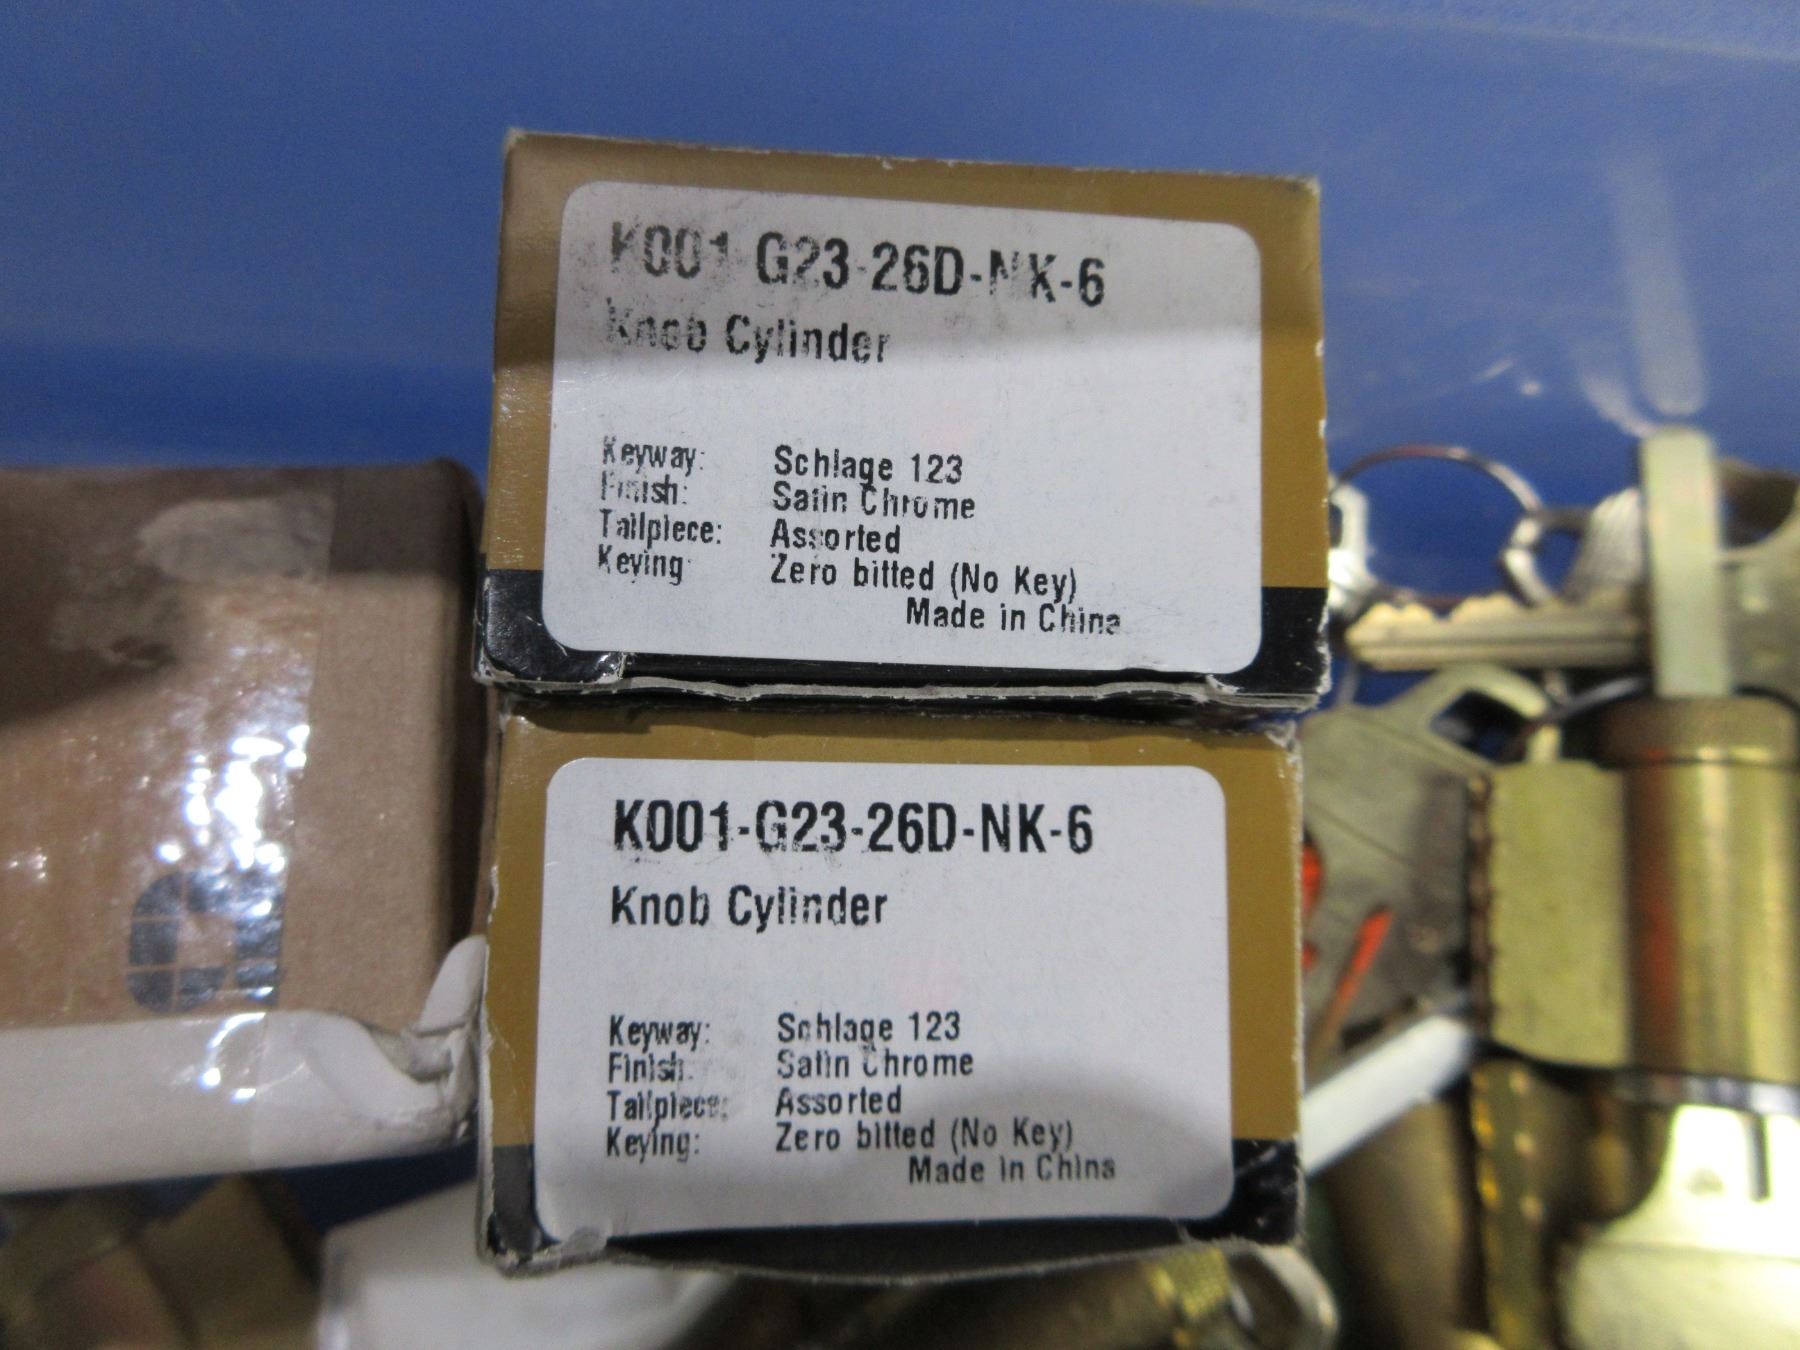 K001-G23-26D-NK-6
Knob Cylinder
Keyway: Schlage 123
Finish: Satin Chrome
Tailpiece: Assorted
Keying: Zero bitted (No Key)
Made in China
K001-G23-26D-NK-6
Knob Cylinder
Keyway: Schlage 123
Finish: Satin Chrome
Tailpiece: Assorted
Keying: Zero bitted (No Key)
Made in China